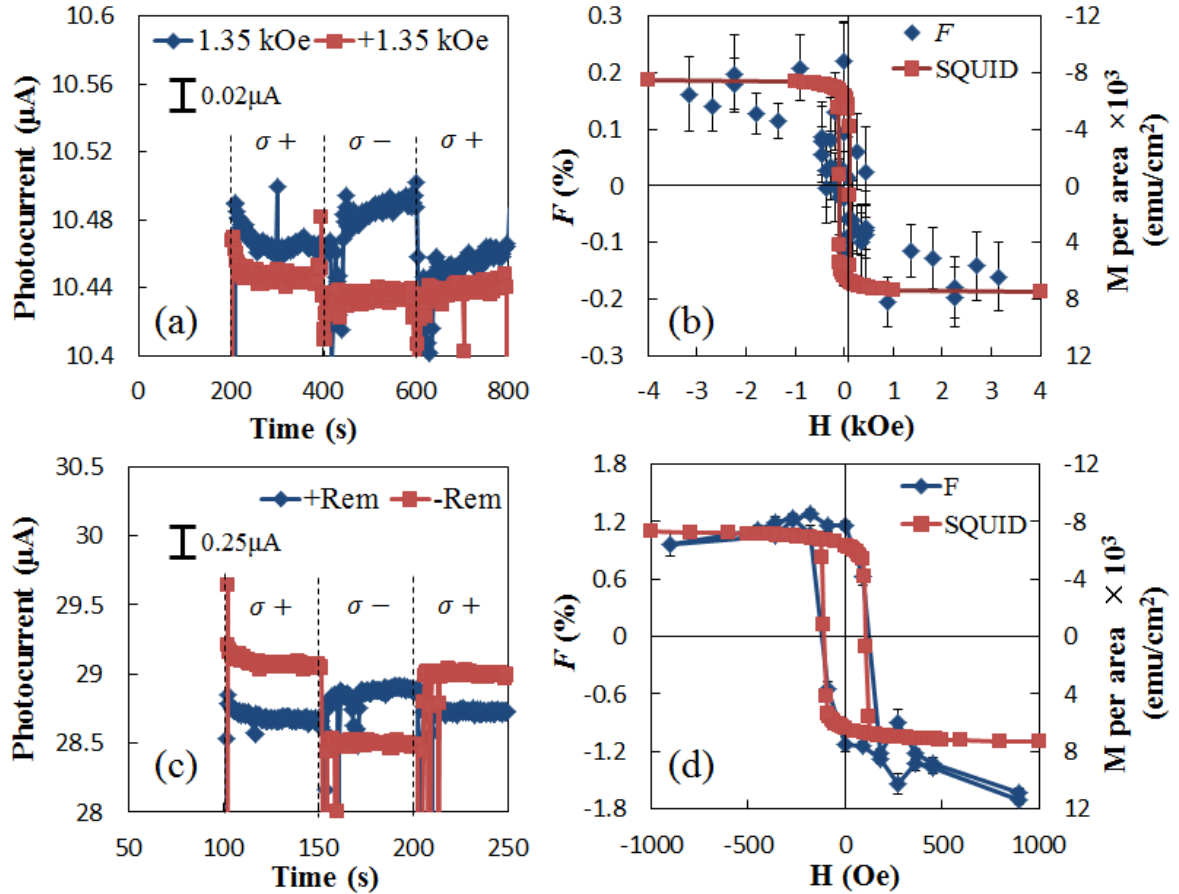 10.6
10.56
10.52
10.48
10.44
10.4
Photocurrent (μA)
1.35 kOe
+1.35 kOe
0.02μA
σ +
σ −
σ +
(a)
0
200
400
600
800
Time (s)
0.3
0.2
0.1
0
-0.1
-0.2
-0.3
F (%)
F
SQUID
(b)
-12
-8
-4
0
4
8
12
M per area ×10³
(emu/cm²)
-4
-3
-2
-1
0
1
2
3
4
H (kOe)
30.5
30
29.5
29
28.5
28
Photocurrent (μA)
+Rem
-Rem
0.25μA
σ +
σ −
σ +
(c)
50
100
150
200
250
Time (s)
1.8
1.2
0.6
0
-0.6
-1.2
-1.8
F (%)
F
SQUID
(d)
-12
-8
-4
0
4
8
12
M per area × 10³
(emu/cm²)
-1000
-500
0
500
1000
H (Oe)